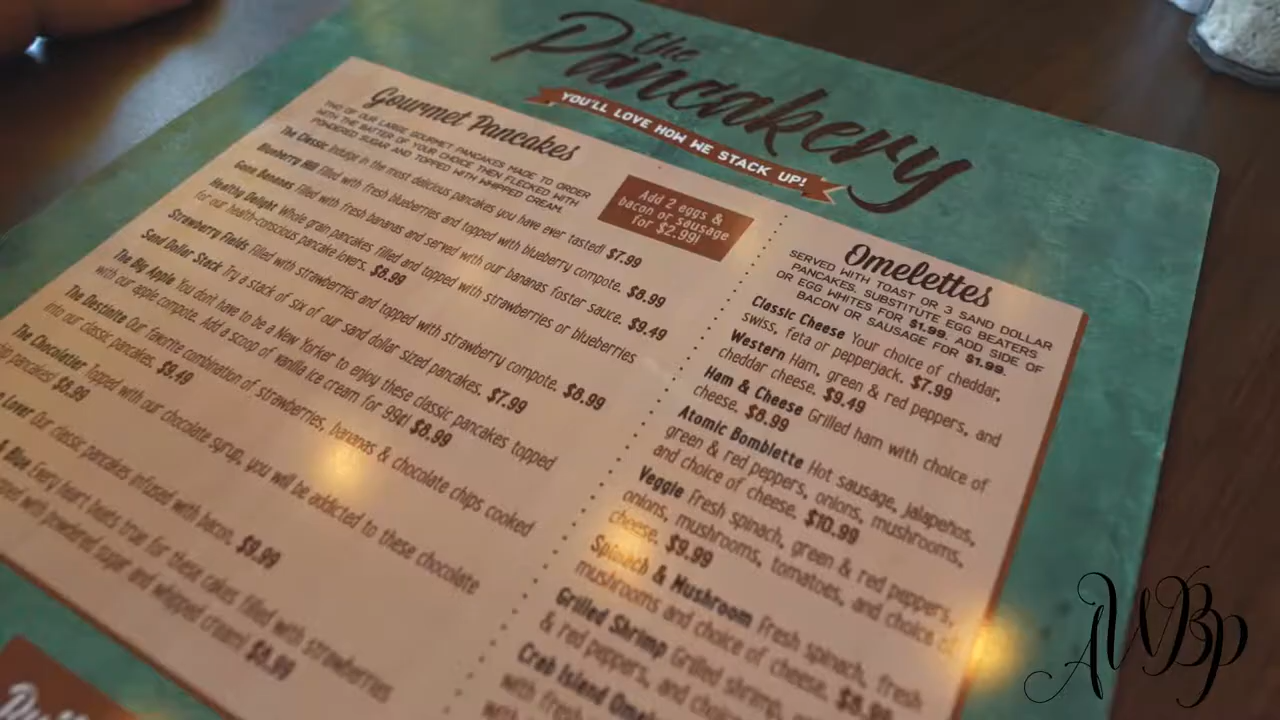 the
Pancakery
YOU'LL LOVE HOW WE STACK UP!
Gourmet Pancakes
TWO OF OUR LARGE GOURMET PANCAKES MADE TO ORDER
WITH THE BATTER OF YOUR CHOICE THEN FLECKED WITH
POWDERED SUGAR AND TOPPED WITH WHIPPED CREAM.
Add 2 eggs &
bacon or sausage
for $2.99!
The Classic Indulge in the most delicious pancakes you have ever tasted! $7.99
Blueberry Hill Filled with fresh blueberries and topped with blueberry compote. $8.99
Gone Bananas Filled with fresh bananas and served with our bananas foster sauce. $9.49
Healthy Delight Whole grain pancakes filled and topped with strawberries or blueberries
for our health-conscious pancake lovers. $8.99
Strawberry Fields Filled with strawberries and topped with strawberry compote. $8.99
Sand Dollar Stack Try a stack of six of our sand dollar sized pancakes. $7.99
The Big Apple You don't have to be a New Yorker to enjoy these classic pancakes topped
with our apple compote. Add a scoop of vanilla ice cream for 99¢! $8.99
The Destinite Our favorite combination of strawberries, bananas & chocolate chips cooked
into our classic pancakes. $9.49
The Chocolatier Topped with our chocolate syrup, you will be addicted to these chocolate
pancakes! $8.99
Lover Our classic pancakes infused with bacon. $9.99
& Blue Every heart beats true for these cakes filled with strawberries
with powdered sugar and whipped cream! $8.99
Omelettes
SERVED WITH TOAST OR 3 SAND DOLLAR
PANCAKES. SUBSTITUTE EGG BEATERS
OR EGG WHITES FOR $1.99. ADD SIDE OF
BACON OR SAUSAGE FOR $1.99.
Classic Cheese Your choice of cheddar,
swiss, feta or pepperjack. $7.99
Western Ham, green & red peppers, and
cheddar cheese. $9.49
Ham & Cheese Grilled ham with choice of
cheese. $8.99
Atomic Bomblette Hot sausage, jalapeños,
green & red peppers, onions, mushrooms,
and choice of cheese. $10.99
Veggie Fresh spinach, green & red peppers,
onions, mushrooms, tomatoes, and choice of
cheese. $9.99
Spinach & Mushroom Fresh spinach, fresh
mushrooms and choice of cheese. $8.99
Grilled Shrimp Grilled shrimp,
& red peppers, and choice
Crab Island
with fresh
AWBP